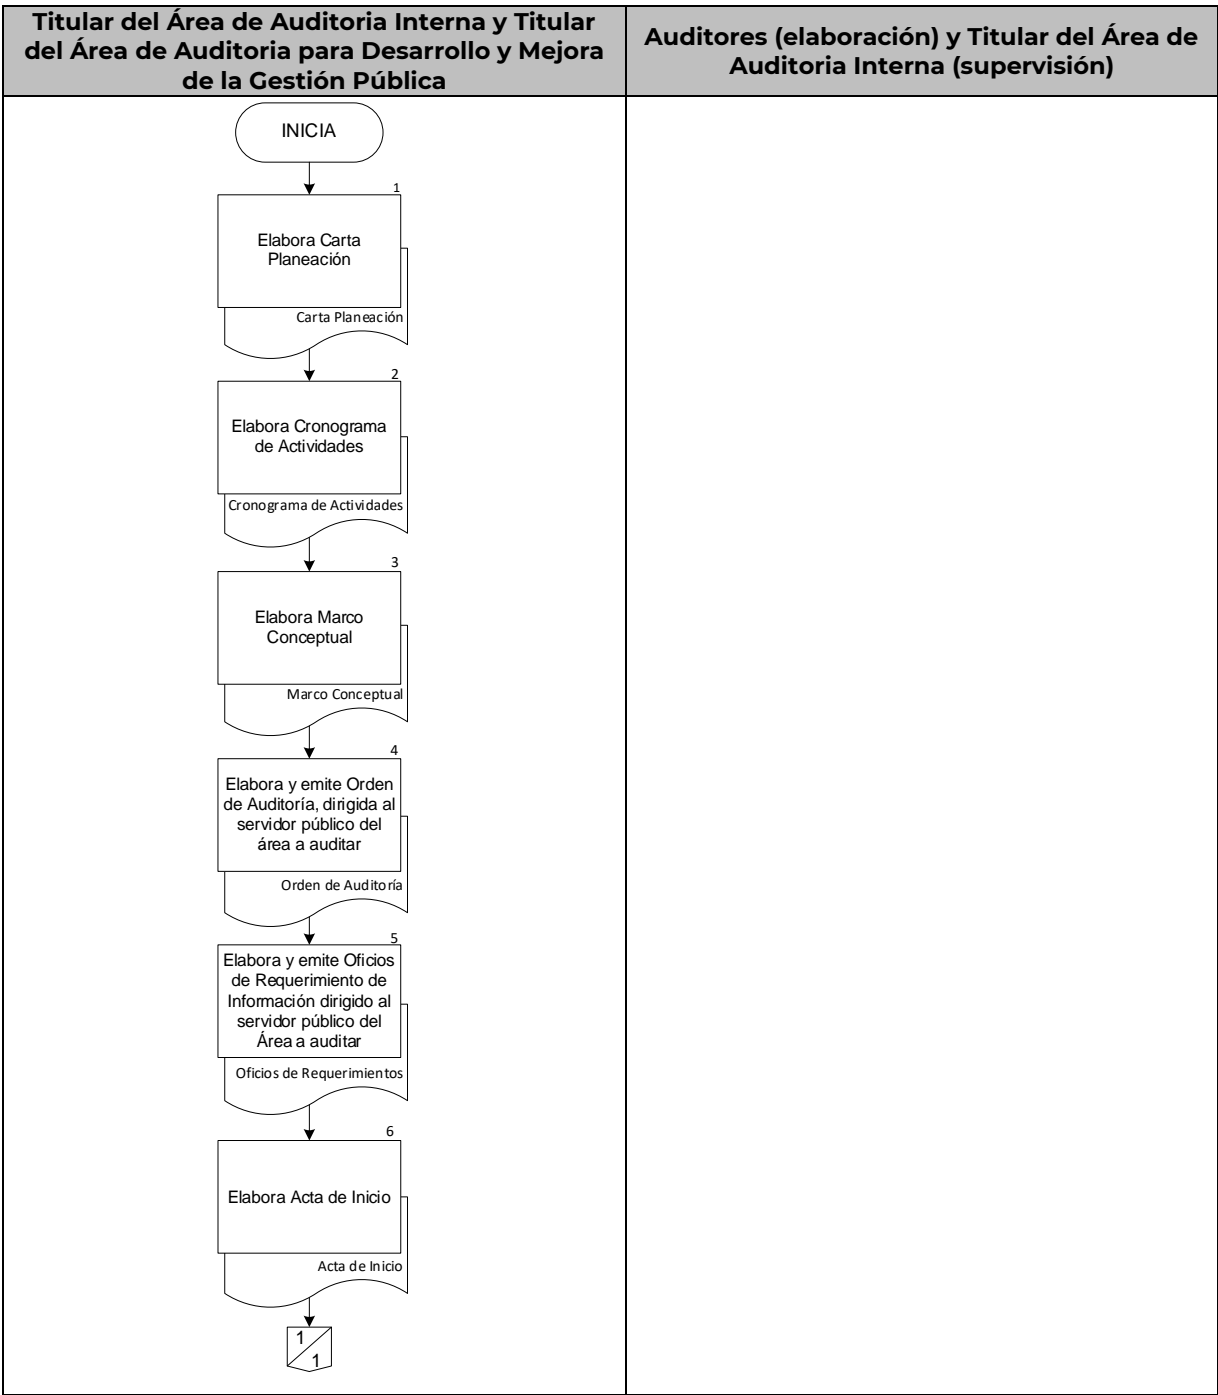 Titular del Área de Auditoria Interna y Titular
del Área de Auditoria para Desarrollo y Mejora
de la Gestión Pública
Auditores (elaboración) y Titular del Área de
Auditoria Interna (supervisión)
INICIA
1
Elabora Carta
Planeación
Carta Planeación
2
Elabora Cronograma
de Actividades
Cronograma de Actividades
3
Elabora Marco
Conceptual
Marco Conceptual
4
Elabora y emite Orden
de Auditoría, dirigida al
servidor público del
área a auditar
Orden de Auditoría
5
Elabora y emite Oficios
de Requerimiento de
Información dirigido al
servidor público del
Área a auditar
Oficios de Requerimientos
6
Elabora Acta de Inicio
Acta de Inicio
1
1